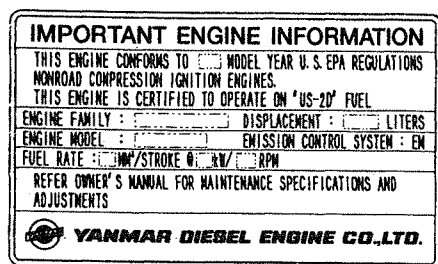 IMPORTANT ENGINE INFORMATION
THIS ENGINE CONFORMS TO MODEL YEAR U.S. EPA REGULATIONS
NONROAD COMPRESSION IGNITION ENGINES.
THIS ENGINE IS CERTIFIED TO OPERATE ON "US-2D" FUEL
ENGINE FAMILY : DISPLACEMENT : LITERS
ENGINE MODEL : EMISSION CONTROL SYSTEM : EM
FUEL RATE : MM³/STROKE @ kW/ RPM
REFER OWNER'S MANUAL FOR MAINTENANCE SPECIFICATIONS AND
ADJUSTMENTS
YANMAR DIESEL ENGINE CO.,LTD.